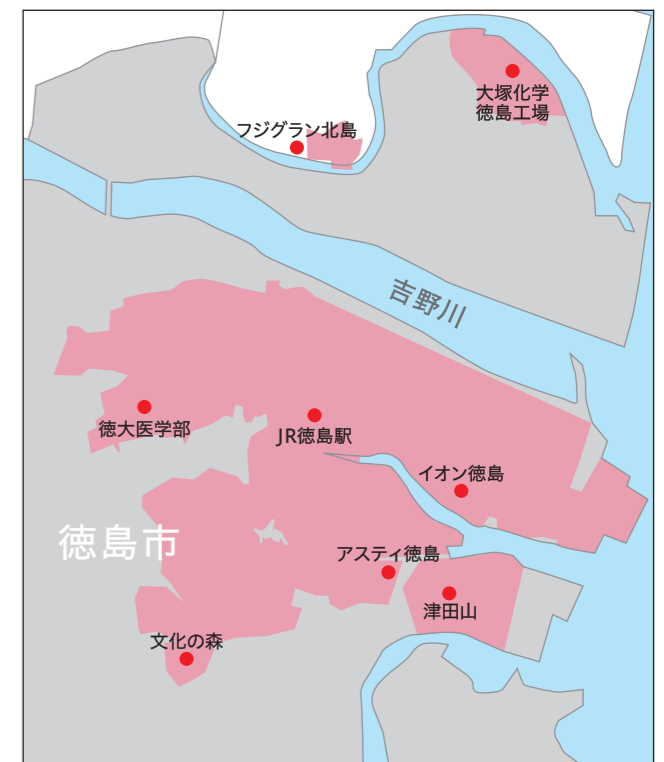 大塚化学
徳島工場
フジグラン北島
吉野川
徳大医学部
JR徳島駅
イオン徳島
徳島市
アスティ徳島
津田山
文化の森